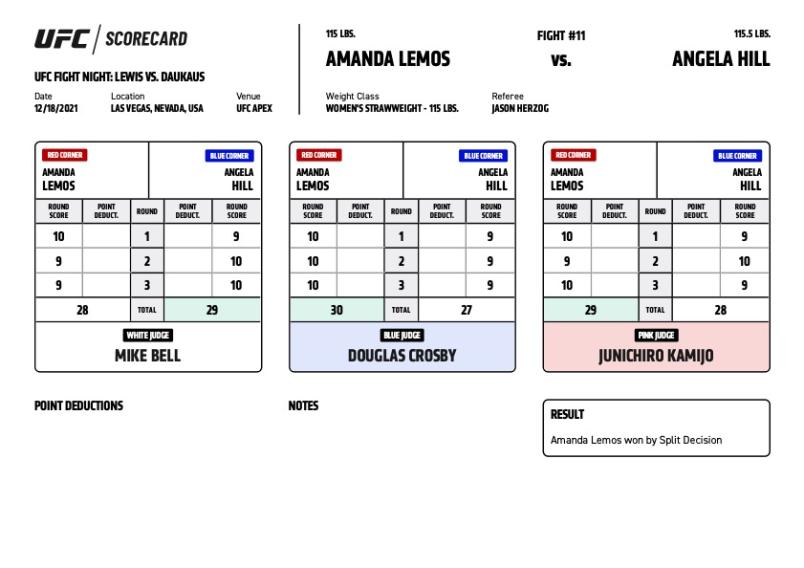 UFC / SCORECARD
UFC FIGHT NIGHT: LEWIS VS. DAUKAUS
Date Location Venue
12/18/2021 LAS VEGAS, NEVADA, USA UFC APEX
115 LBS. FIGHT #11 115.5 LBS.
AMANDA LEMOS VS. ANGELA HILL
Weight Class Referee
WOMEN'S STRAWWEIGHT - 115 LBS. JASON HERZOG
RED CORNER BLUE CORNER
AMANDA ANGELA
LEMOS HILL
ROUND POINT ROUND POINT ROUND
SCORE DEDUCT. DEDUCT. SCORE
10 1 9
9 2 10
9 3 10
28 TOTAL 29
WHITE JUDGE
MIKE BELL
RED CORNER BLUE CORNER
AMANDA ANGELA
LEMOS HILL
ROUND POINT ROUND POINT ROUND
SCORE DEDUCT. DEDUCT. SCORE
10 1 9
10 2 9
10 3 9
30 TOTAL 27
BLUE JUDGE
DOUGLAS CROSBY
RED CORNER BLUE CORNER
AMANDA ANGELA
LEMOS HILL
ROUND POINT ROUND POINT ROUND
SCORE DEDUCT. DEDUCT. SCORE
10 1 9
9 2 10
10 3 9
29 TOTAL 28
PINK JUDGE
JUNICHIRO KAMIJO
POINT DEDUCTIONS
NOTES
RESULT
Amanda Lemos won by Split Decision